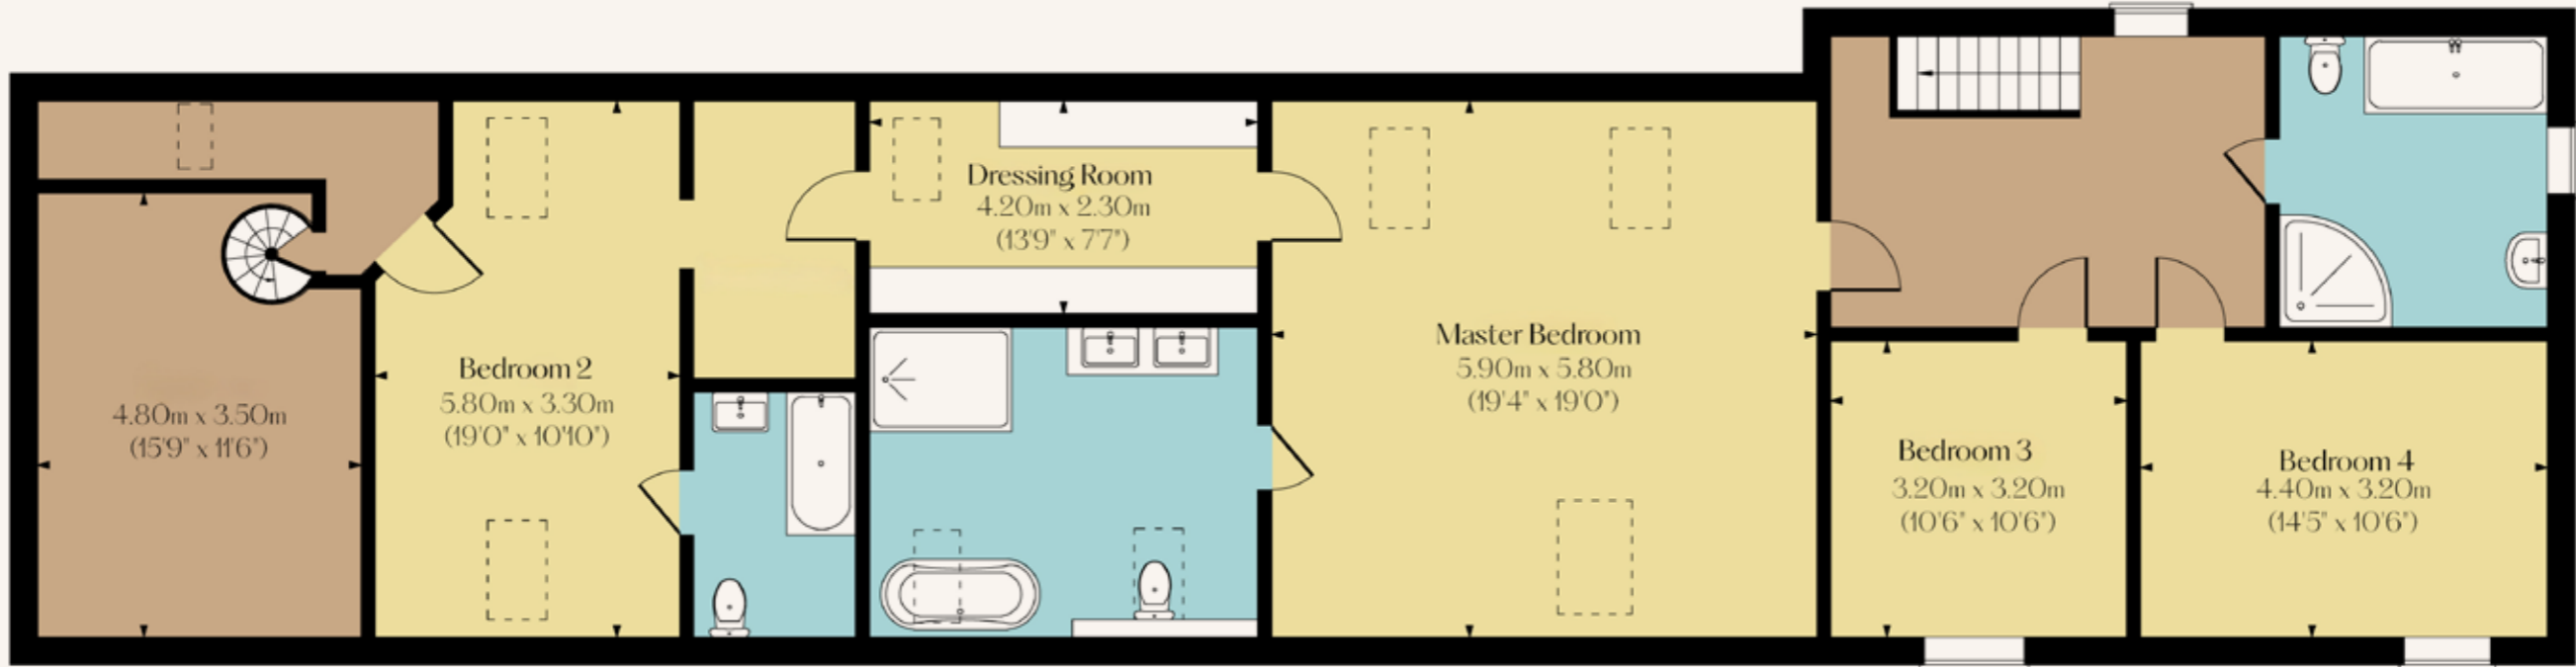 Dressing Room
4.20m x 2.30m
(13'9" x 7'7")
Master Bedroom
5.90m x 5.80m
(19'4" x 19'0")
Bedroom 2
5.80m x 3.30m
(19'0" x 10'10")
4.80m x 3.50m
(15'9" x 11'6")
Bedroom 3
3.20m x 3.20m
(10'6" x 10'6")
Bedroom 4
4.40m x 3.20m
(14'5" x 10'6")